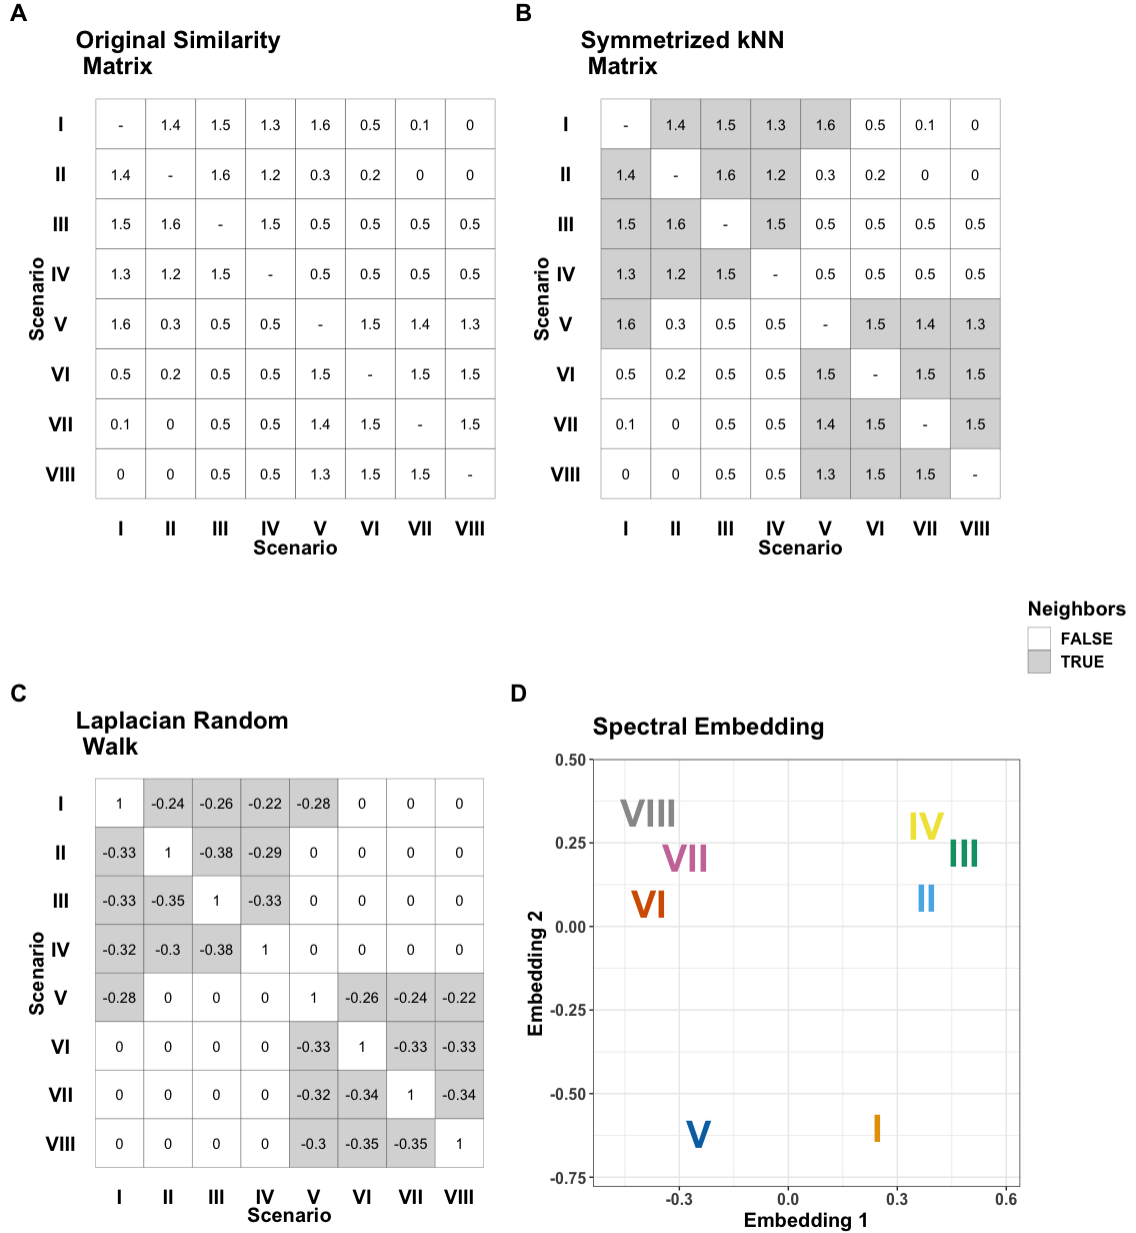 A
Original Similarity
Matrix
I - 1.4 1.5 1.3 1.6 0.5 0.1 0
II 1.4 - 1.6 1.2 0.3 0.2 0 0
III 1.5 1.6 - 1.5 0.5 0.5 0.5 0.5
IV 1.3 1.2 1.5 - 0.5 0.5 0.5 0.5
V 1.6 0.3 0.5 0.5 - 1.5 1.4 1.3
VI 0.5 0.2 0.5 0.5 1.5 - 1.5 1.5
VII 0.1 0 0.5 0.5 1.4 1.5 - 1.5
VIII 0 0 0.5 0.5 1.3 1.5 1.5 -
Scenario
I II III IV V VI VII VIII
Scenario
B
Symmetrized kNN
Matrix
I - 1.4 1.5 1.3 1.6 0.5 0.1 0
II 1.4 - 1.6 1.2 0.3 0.2 0 0
III 1.5 1.6 - 1.5 0.5 0.5 0.5 0.5
IV 1.3 1.2 1.5 - 0.5 0.5 0.5 0.5
V 1.6 0.3 0.5 0.5 - 1.5 1.4 1.3
VI 0.5 0.2 0.5 0.5 1.5 - 1.5 1.5
VII 0.1 0 0.5 0.5 1.4 1.5 - 1.5
VIII 0 0 0.5 0.5 1.3 1.5 1.5 -
Scenario
I II III IV V VI VII VIII
Scenario
Neighbors
FALSE
TRUE
C
Laplacian Random
Walk
I 1 -0.24 -0.26 -0.22 -0.28 0 0 0
II -0.33 1 -0.38 -0.29 0 0 0 0
III -0.33 -0.35 1 -0.33 0 0 0 0
IV -0.32 -0.3 -0.38 1 0 0 0 0
V -0.28 0 0 0 1 -0.26 -0.24 -0.22
VI 0 0 0 0 -0.33 1 -0.33 -0.33
VII 0 0 0 0 -0.32 -0.34 1 -0.34
VIII 0 0 0 0 -0.3 -0.35 -0.35 1
Scenario
I II III IV V VI VII VIII
Scenario
D
Spectral Embedding
0.50
VIII
IV
0.25
VII
III
VI
II
0.00
-0.25
-0.50
V
I
-0.75
Embedding 2
-0.3 0.0 0.3 0.6
Embedding 1